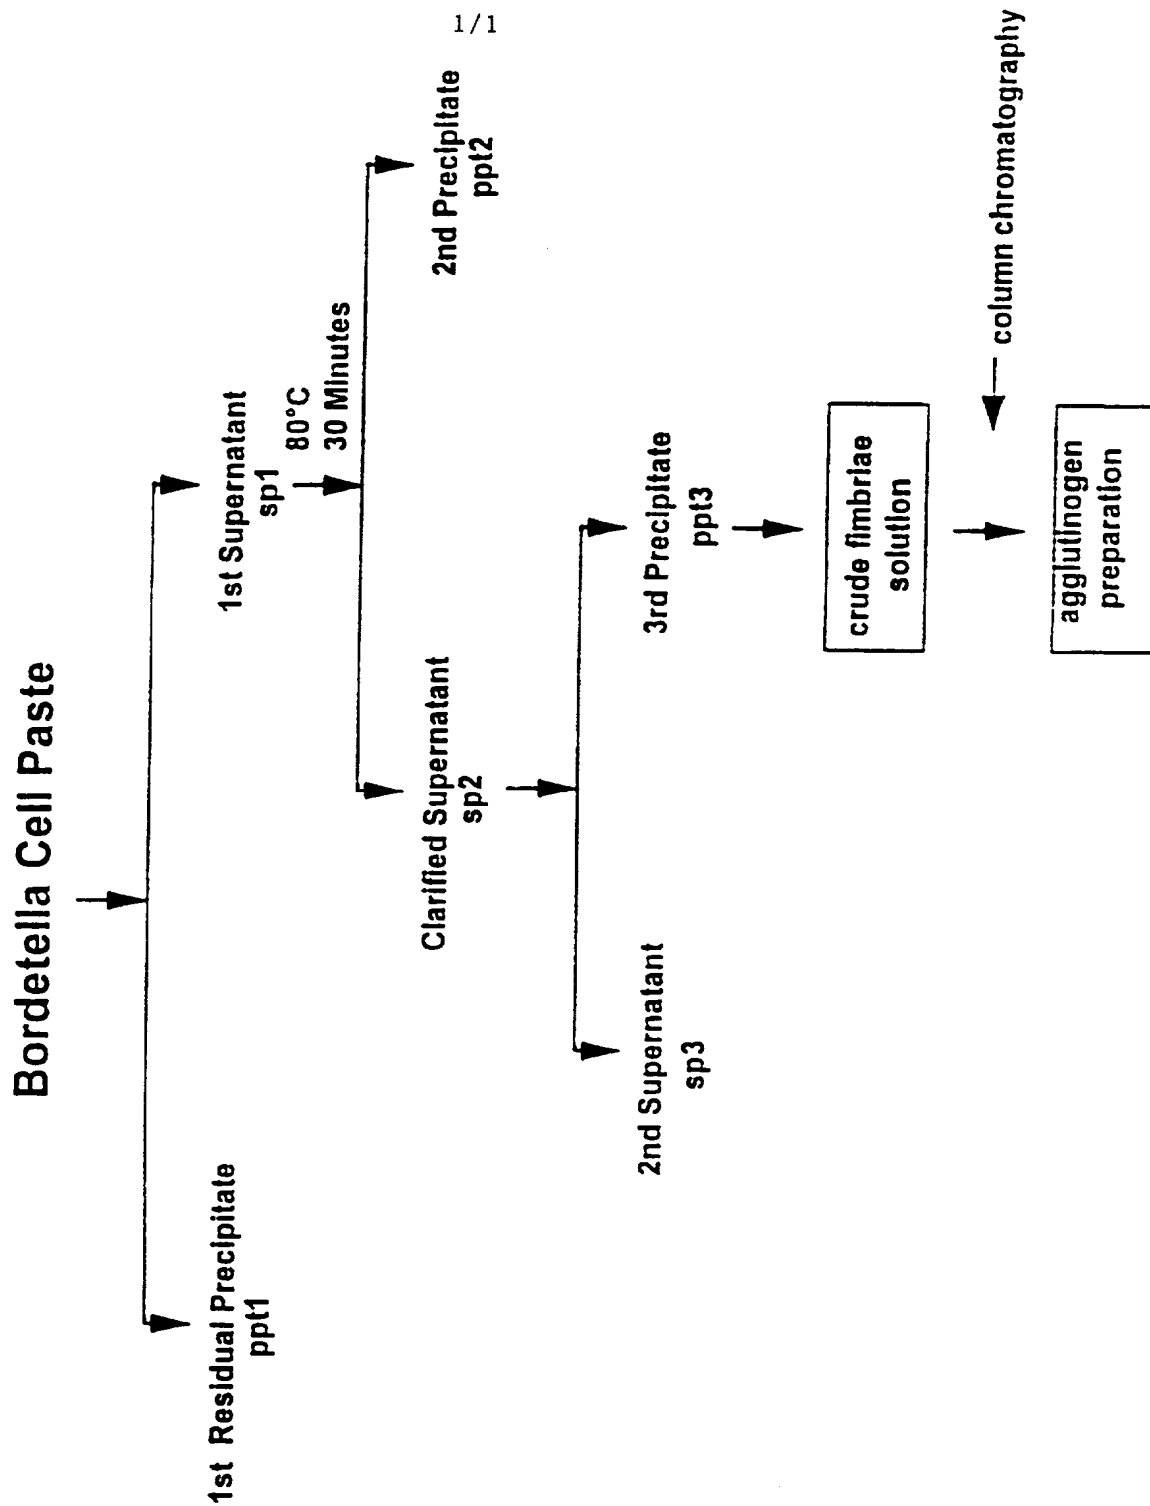 1/1
Bordetella Cell Paste
1st Residual Precipitate
ppt1
1st Supernatant
sp1
80°C
30 Minutes
Clarified Supernatant
sp2
2nd Precipitate
ppt2
2nd Supernatant
sp3
3rd Precipitate
ppt3
crude fimbriae
solution
column chromatography
agglutinogen
preparation